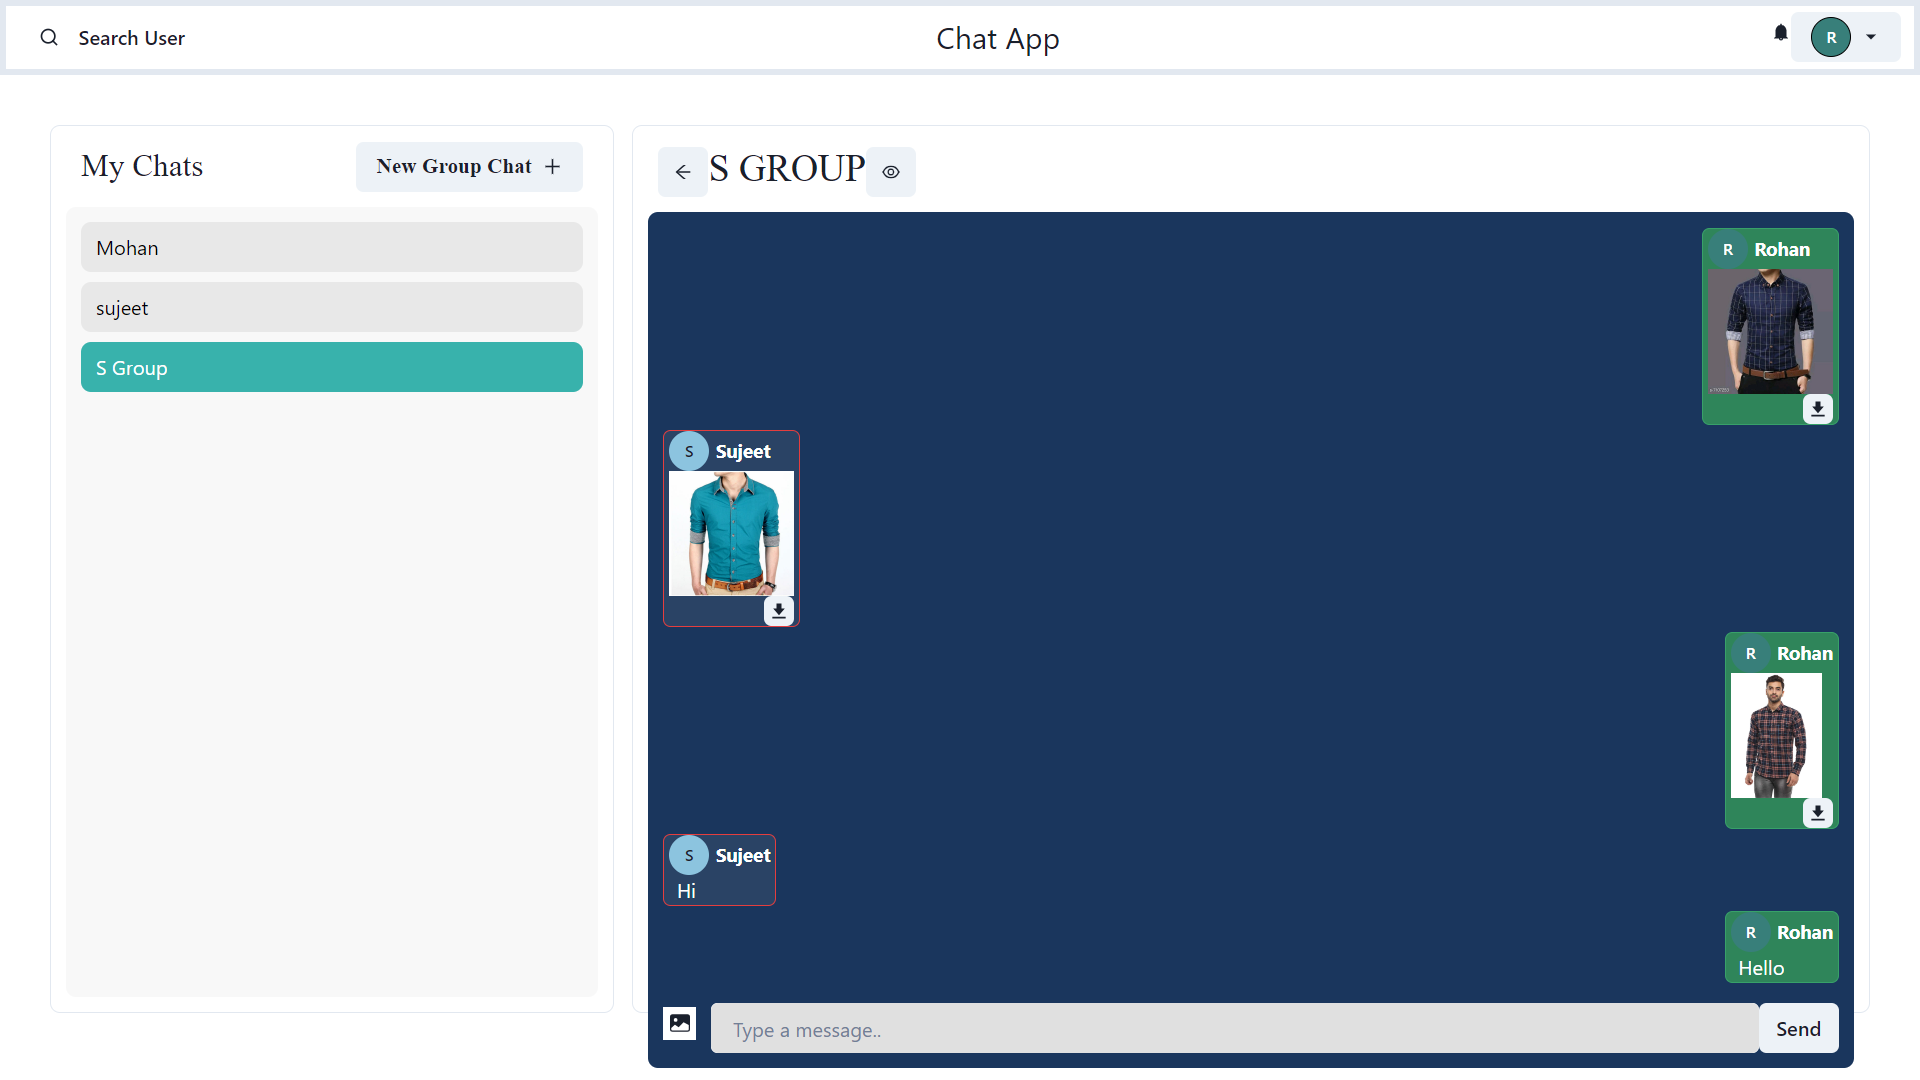 Search User
Chat App
R
My Chats
New Group Chat
Mohan
sujeet
S Group
S GROUP
R Rohan
S Sujeet
R Rohan
S Sujeet
Hi
R Rohan
Hello
Type a message..
Send